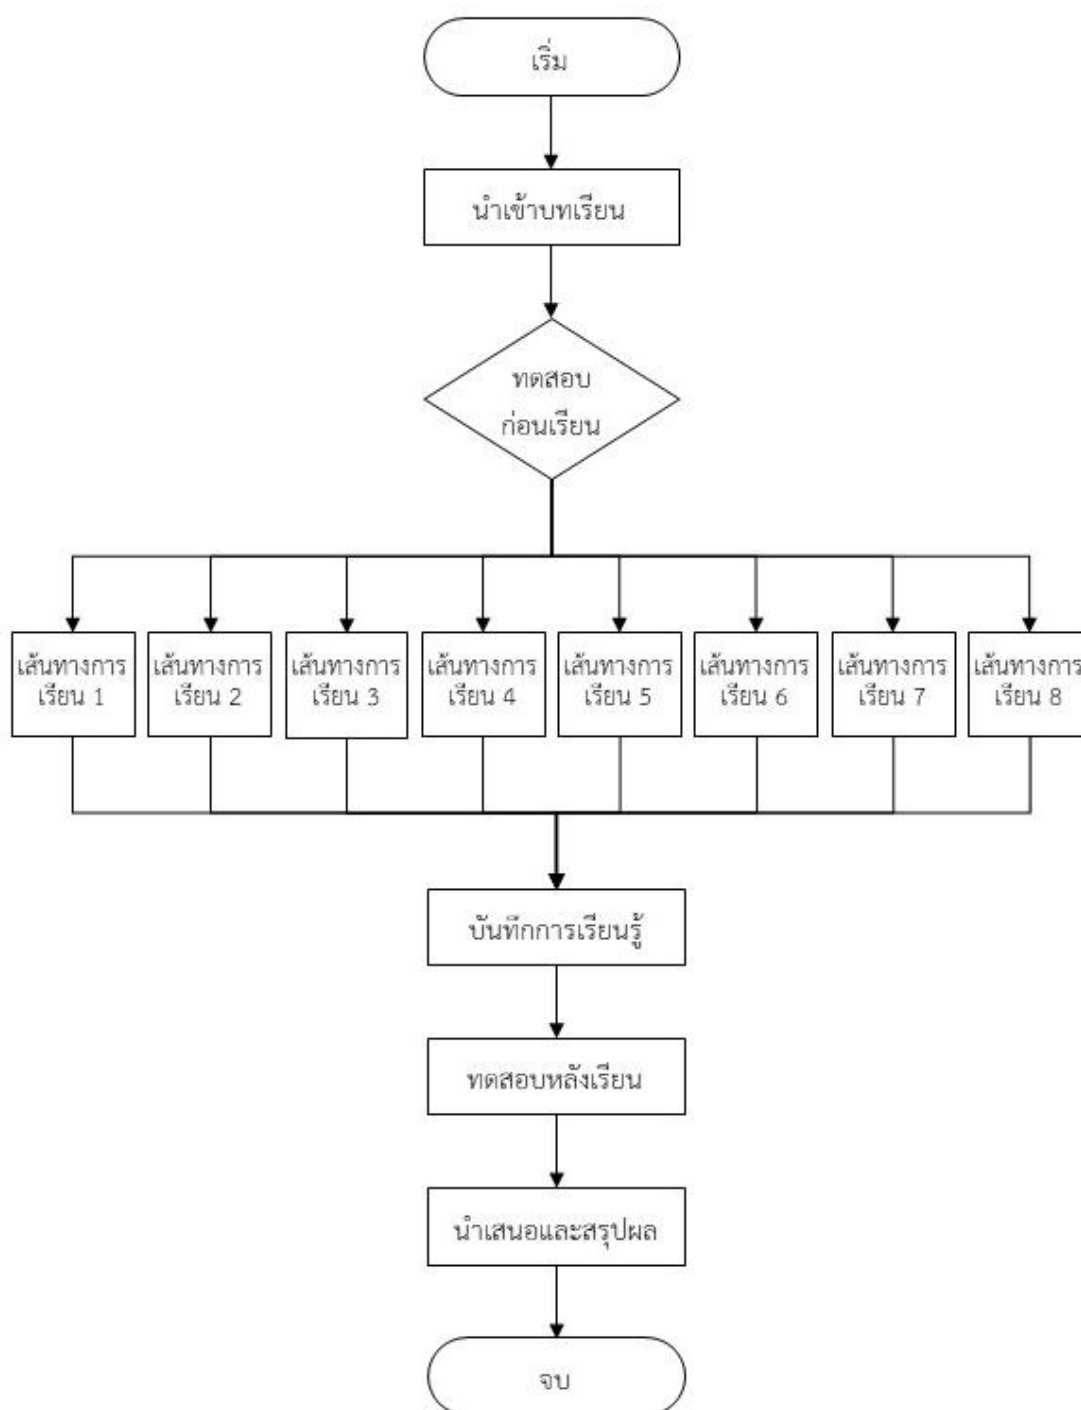 เริ่ม
นำเข้าบทเรียน
ทดสอบ
ก่อนเรียน
เส้นทางการ
เรียน 1
เส้นทางการ
เรียน 2
เส้นทางการ
เรียน 3
เส้นทางการ
เรียน 4
เส้นทางการ
เรียน 5
เส้นทางการ
เรียน 6
เส้นทางการ
เรียน 7
เส้นทางการ
เรียน 8
บันทึกการเรียนรู้
ทดสอบหลังเรียน
นำเสนอและสรุปผล
จบ